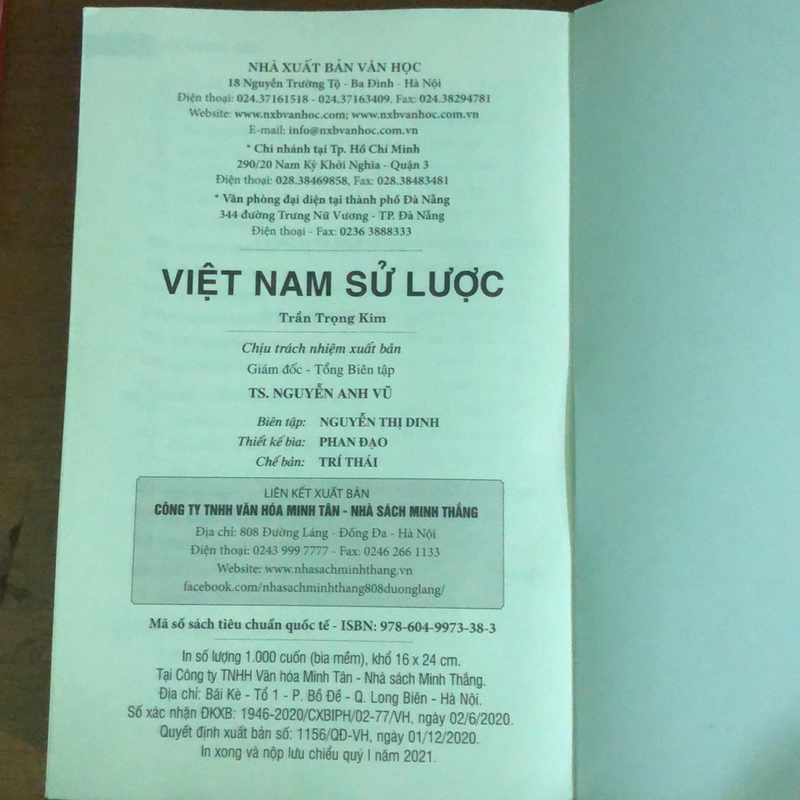 NHÀ XUẤT BẢN VĂN HỌC
18 Nguyễn Trường Tộ - Ba Đình - Hà Nội
Điện thoại: 024.37161518 - 024.37163409, Fax: 024.38294781
Website: www.nxbvanhoc.com; www.nxbvanhoc.com.vn
E-mail: info@nxbvanhoc.com.vn
* Chi nhánh tại Tp. Hồ Chí Minh
290/20 Nam Kỳ Khởi Nghĩa - Quận 3
Điện thoại: 028.38469858, Fax: 028.38483481
* Văn phòng đại diện tại thành phố Đà Nẵng
344 đường Trưng Nữ Vương - TP. Đà Nẵng
Điện thoại - Fax: 0236 3888333
VIỆT NAM SỬ LƯỢC
Trần Trọng Kim
Chịu trách nhiệm xuất bản
Giám đốc - Tổng Biên tập
TS. NGUYỄN ANH VŨ
Biên tập: NGUYỄN THỊ DINH
Thiết kế bìa: PHAN ĐẠO
Chế bản: TRÍ THÁI
LIÊN KẾT XUẤT BẢN
CÔNG TY TNHH VĂN HÓA MINH TÂN - NHÀ SÁCH MINH THẮNG
Địa chỉ: 808 Đường Láng - Đống Đa - Hà Nội
Điện thoại: 0243 999 7777 - Fax: 0246 266 1133
Website: www.nhasachminhthang.vn
facebook.com/nhasachminhthang808duonglang/
Mã số sách tiêu chuẩn quốc tế - ISBN: 978-604-9973-38-3
In số lượng 1.000 cuốn (bìa mềm), khổ 16 x 24 cm.
Tại Công ty TNHH Văn hóa Minh Tân - Nhà sách Minh Thắng.
Địa chỉ: Bãi Kè - Tổ 1 - P. Bồ Đề - Q. Long Biên - Hà Nội.
Số xác nhận ĐKXB: 1946-2020/CXBIPH/02-77/VH, ngày 02/6/2020.
Quyết định xuất bản số: 1156/QĐ-VH, ngày 01/12/2020.
In xong và nộp lưu chiểu quý I năm 2021.